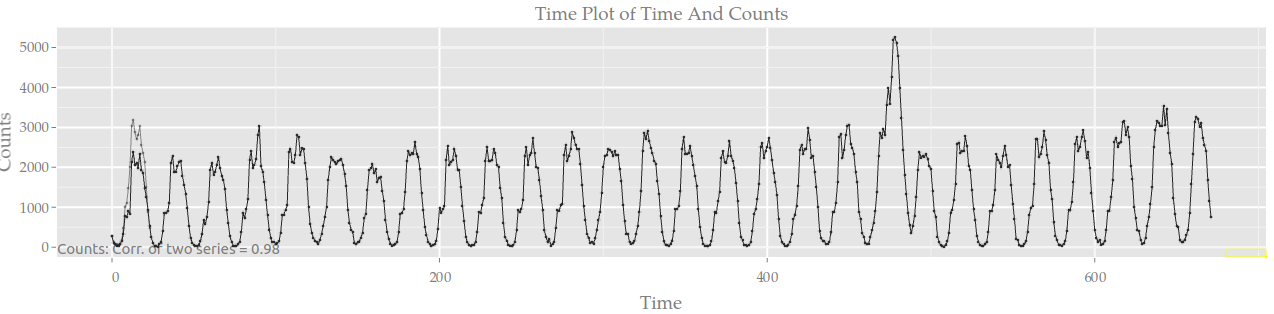 Time Plot of Time And Counts
5000
4000
3000
2000
1000
0
Counts
Counts: Corr. of two series = 0.98
0
200
400
600
Time